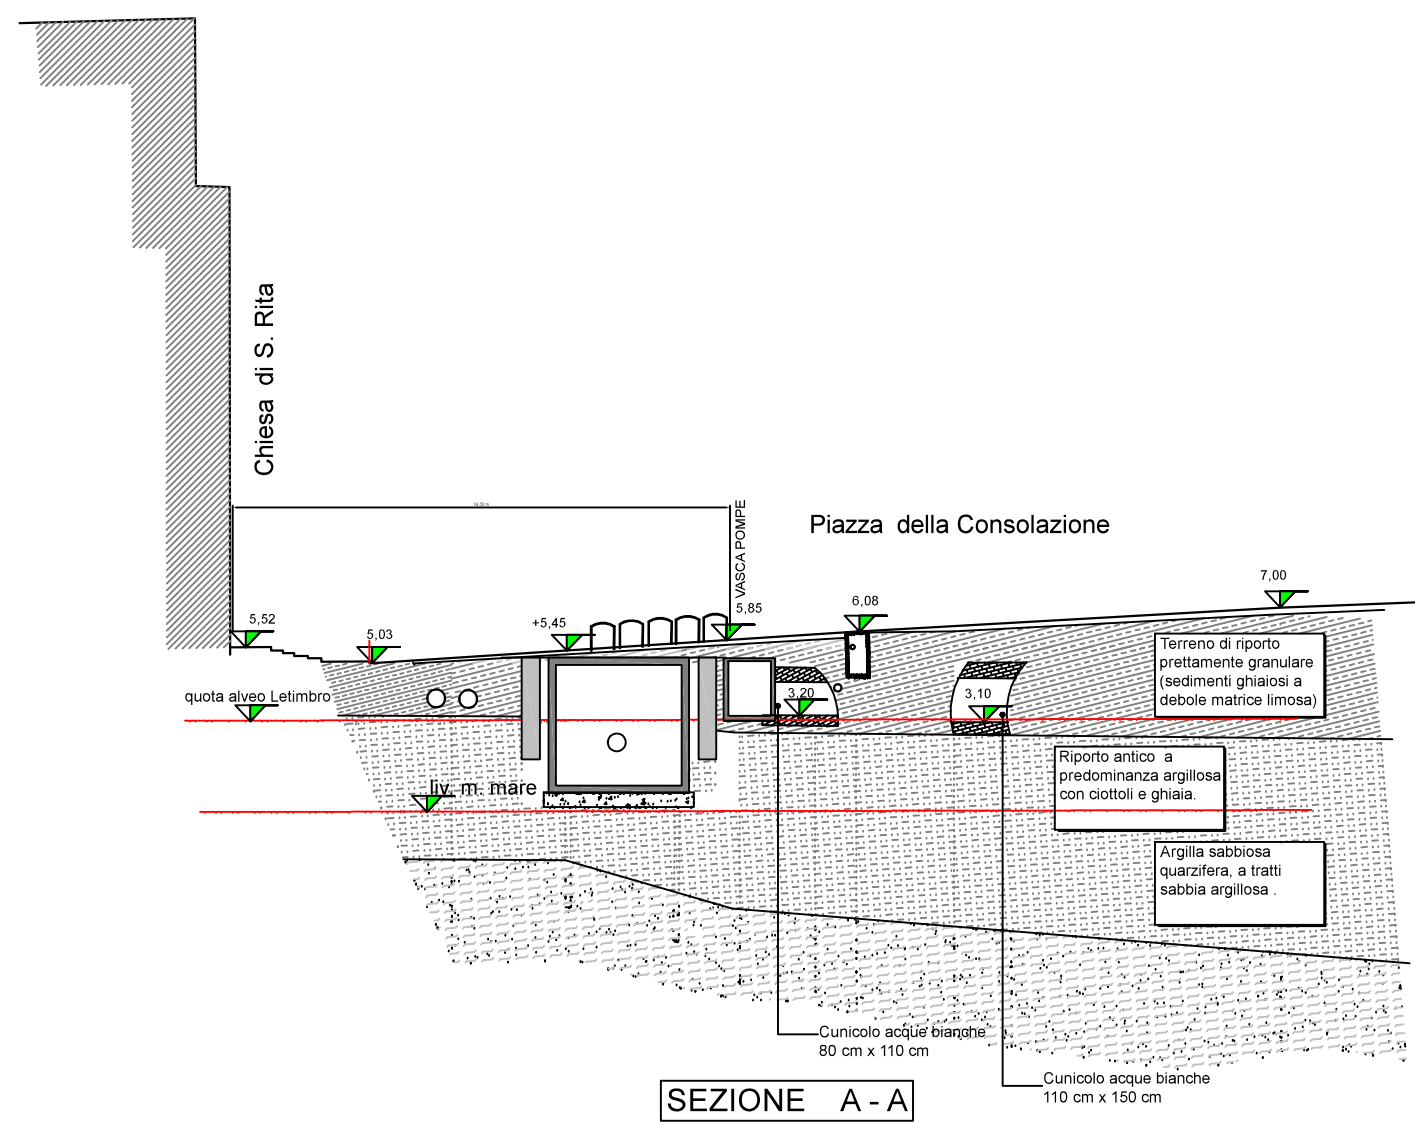 Chiesa di S. Rita
16,50 m
VASCA POMPE
Piazza della Consolazione
5,52
5,03
+5,45
5,85
6,08
7,00
quota alveo Letimbro
3,20
3,10
liv. m. mare
Terreno di riporto
prettamente granulare
(sedimenti ghiaiosi a
debole matrice limosa)
Riporto antico a
predominanza argillosa
con ciottoli e ghiaia.
Argilla sabbiosa
quarzifera, a tratti
sabbia argillosa .
Cunicolo acque bianche
80 cm x 110 cm
Cunicolo acque bianche
110 cm x 150 cm
SEZIONE A - A